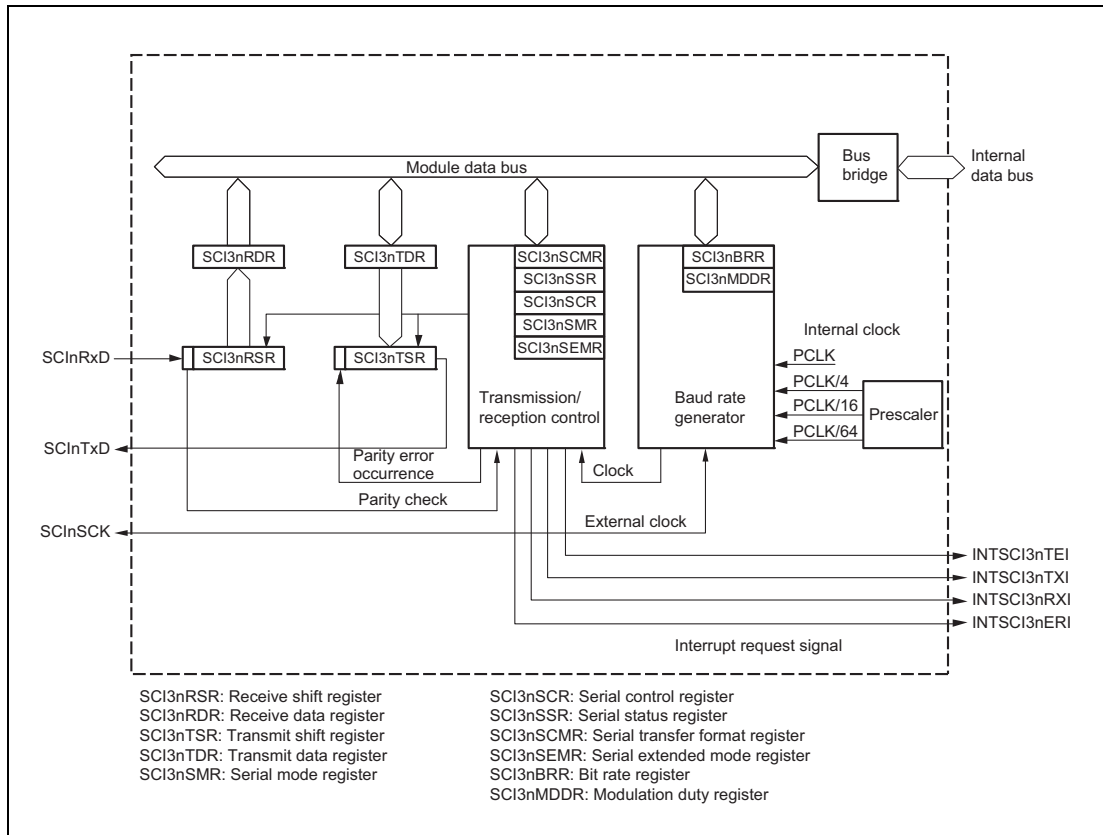 Module data bus
Bus
bridge
Internal
data bus
SCI3nRDR
SCI3nTDR
SCI3nSCMR
SCI3nSSR
SCI3nSCR
SCI3nSMR
SCI3nSEMR
SCI3nBRR
SCI3nMDDR
SCInRxD
SCI3nRSR
SCI3nTSR
Transmission/
reception control
Baud rate
generator
Internal clock
PCLK
PCLK/4
PCLK/16
PCLK/64
Prescaler
SCInTxD
Parity error
occurrence
Clock
Parity check
SCInSCK
External clock
INTSCI3nTEI
INTSCI3nTXI
INTSCI3nRXI
INTSCI3nERI
Interrupt request signal
SCI3nRSR: Receive shift register
SCI3nRDR: Receive data register
SCI3nTSR: Transmit shift register
SCI3nTDR: Transmit data register
SCI3nSMR: Serial mode register
SCI3nSCR: Serial control register
SCI3nSSR: Serial status register
SCI3nSCMR: Serial transfer format register
SCI3nSEMR: Serial extended mode register
SCI3nBRR: Bit rate register
SCI3nMDDR: Modulation duty register